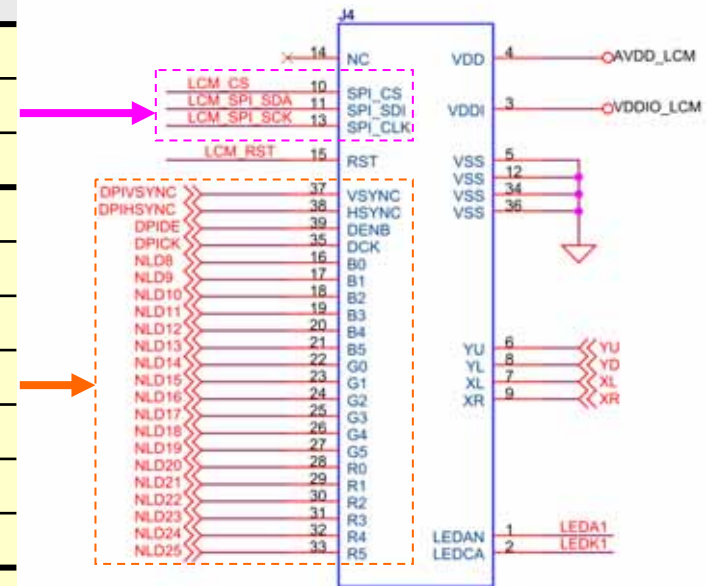 J4
14 NC VDD 4 AVDD_LCM
LCM_CS 10 SPI_CS
LCM_SPI_SDA 11 SPI_SDI VDDI 3 VDDIO_LCM
LCM_SPI_SCK 13 SPI_CLK
LCM_RST 15 RST VSS 5
VSS 12
DPIVSYNC 37 VSYNC VSS 34
DPIHSYNC 38 HSYNC VSS 36
DPIDE 39 DENB
DPICK 35 DCK
NLD8 16 B0
NLD9 17 B1
NLD10 18 B2
NLD11 19 B3
NLD12 20 B4
NLD13 21 B5 YU 6 YU
NLD14 22 G0 YL 8 YD
NLD15 23 G1 XL 7 XL
NLD16 24 G2 XR 9 XR
NLD17 25 G3
NLD18 26 G4
NLD19 27 G5
NLD20 28 R0
NLD21 29 R1
NLD22 30 R2
NLD23 31 R3
NLD24 32 R4 LEDAN 1 LEDA1
NLD25 33 R5 LEDCA 2 LEDK1